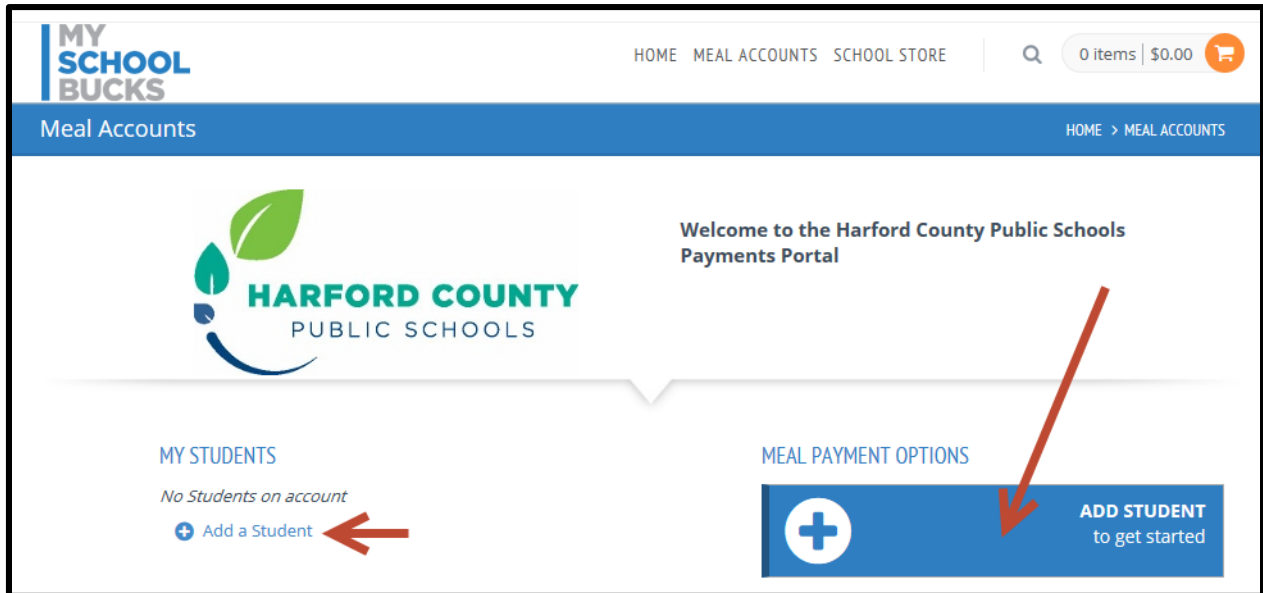 MY
SCHOOL
BUCKS
HOME MEAL ACCOUNTS SCHOOL STORE
0 items | $0.00
Meal Accounts
HOME > MEAL ACCOUNTS
HARFORD COUNTY
PUBLIC SCHOOLS
Welcome to the Harford County Public Schools
Payments Portal
MY STUDENTS
No Students on account
Add a Student
MEAL PAYMENT OPTIONS
ADD STUDENT
to get started